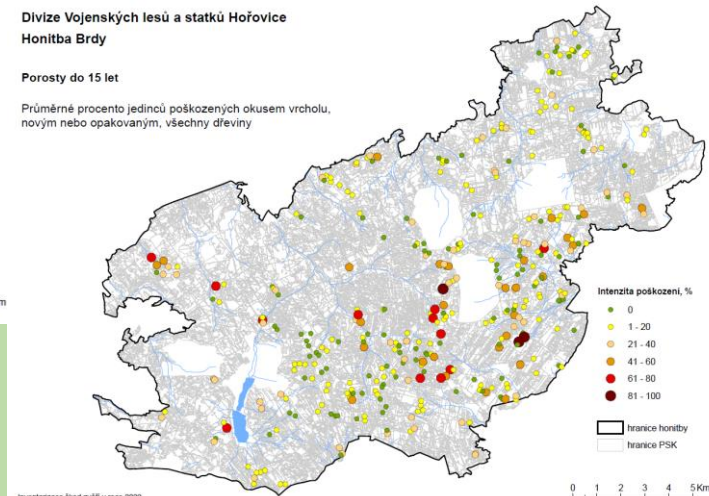 Divize Vojenských lesů a statků Hořovice
Honitba Brdy
Porosty do 15 let
Průměrné procento jedinců poškozených okusem vrcholu,
novým nebo opakovaným, všechny dřeviny
m
Intenzita poškození, %
0
1 - 20
21 - 40
41 - 60
61 - 80
81 - 100
hranice honitby
hranice PSK
0 1 2 3 4 5 Km